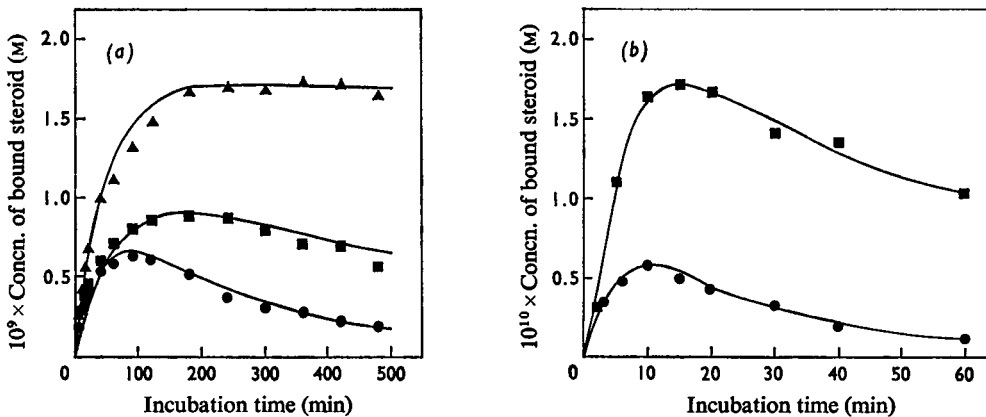 (a)
10⁹ × Concn. of bound steroid (M)
2.0
1.5
1.0
0.5
0 100 200 300 400 500
Incubation time (min)
(b)
10¹⁰ × Concn. of bound steroid (M)
2.0
1.5
1.0
0.5
0 10 20 30 40 50 60
Incubation time (min)